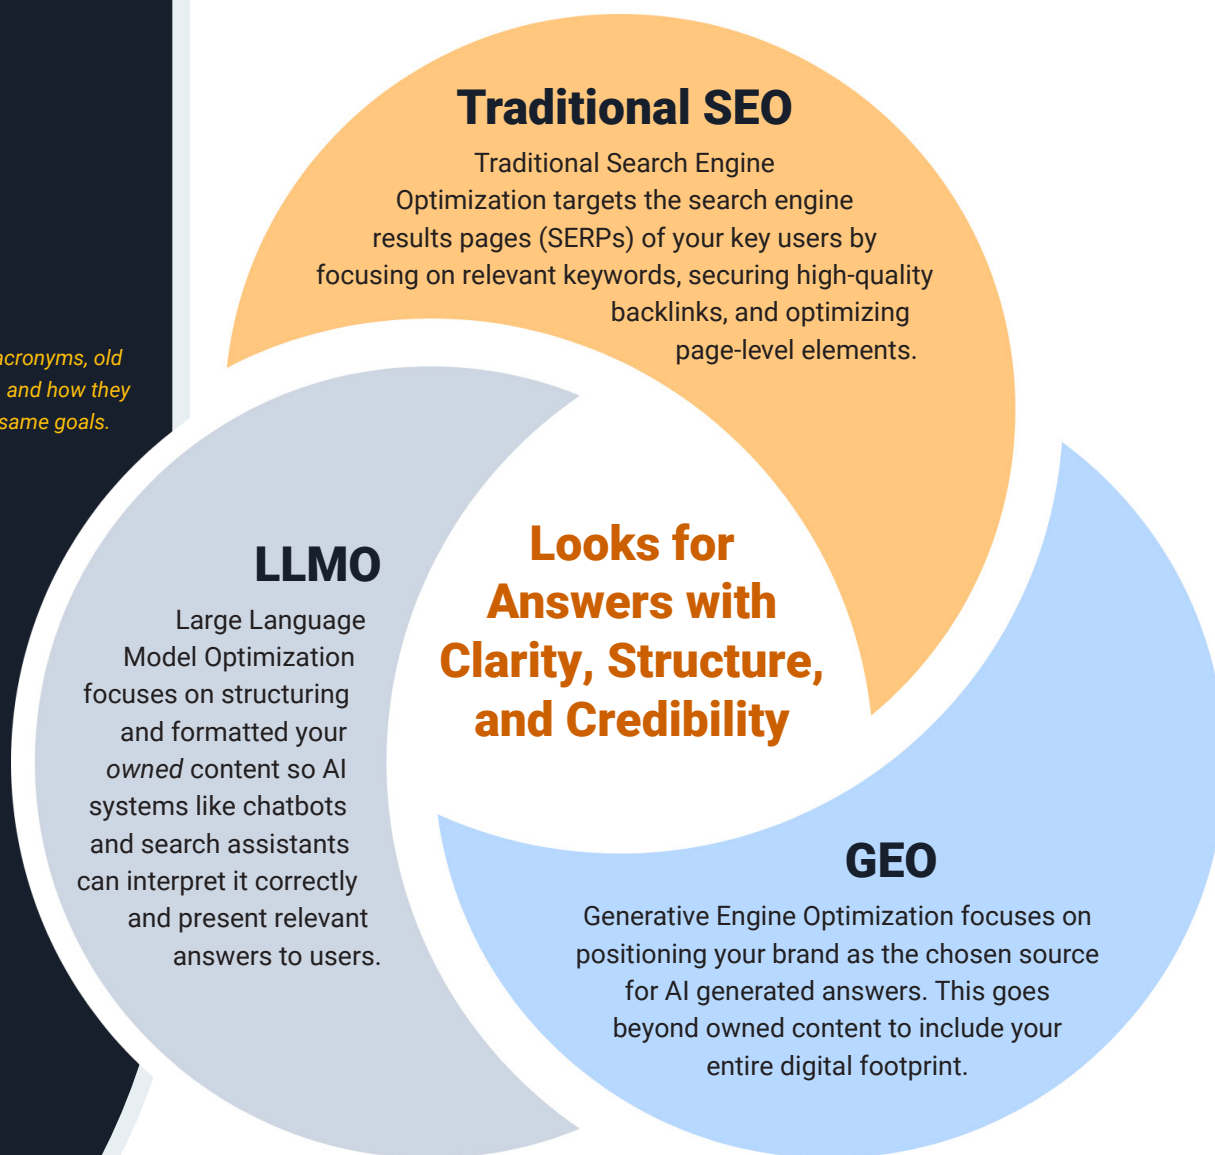 Traditional SEO
Traditional Search Engine
Optimization targets the search engine
results pages (SERPs) of your key users by
focusing on relevant keywords, securing high-quality
backlinks, and optimizing
page-level elements.
acronyms, old
and how they
same goals.
LLMO
Large Language
Model Optimization
focuses on structuring
and formatted your
owned content so AI
systems like chatbots
and search assistants
can interpret it correctly
and present relevant
answers to users.
Looks for
Answers with
Clarity, Structure,
and Credibility
GEO
Generative Engine Optimization focuses on
positioning your brand as the chosen source
for AI generated answers. This goes
beyond owned content to include your
entire digital footprint.